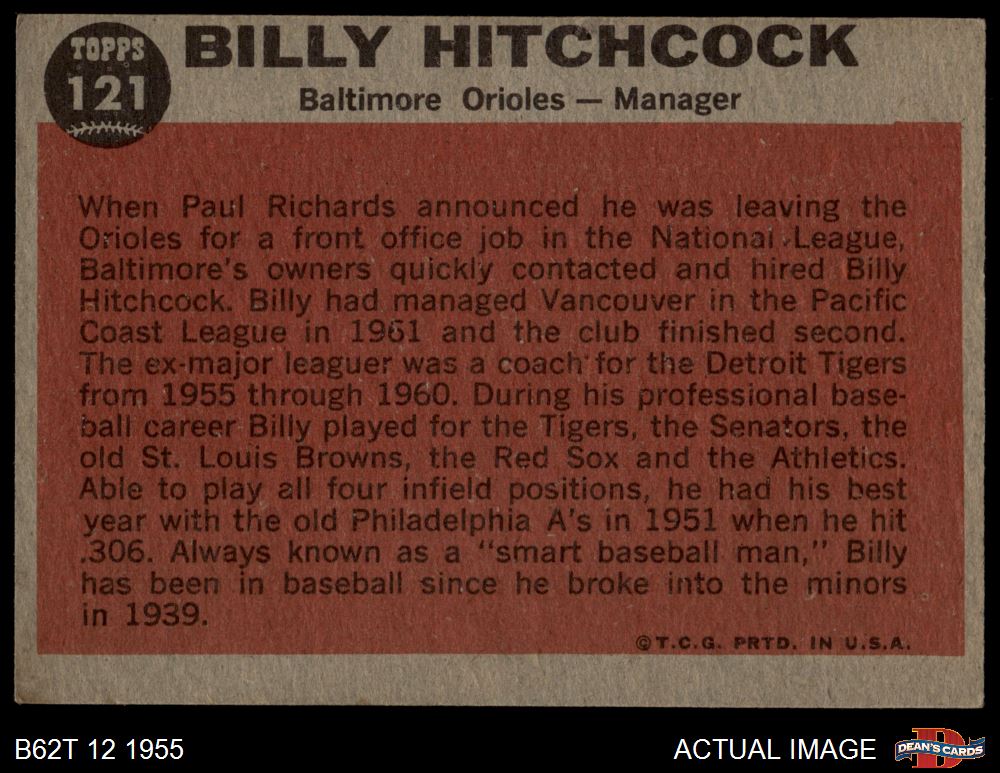 TOPPS
121
BILLY HITCHCOCK
Baltimore Orioles — Manager
When Paul Richards announced he was leaving the
Orioles for a front office job in the National League,
Baltimore's owners quickly contacted and hired Billy
Hitchcock. Billy had managed Vancouver in the Pacific
Coast League in 1961 and the club finished second.
The ex-major leaguer was a coach for the Detroit Tigers
from 1955 through 1960. During his professional base-
ball career Billy played for the Tigers, the Senators, the
old St. Louis Browns, the Red Sox and the Athletics.
Able to play all four infield positions, he had his best
year with the old Philadelphia A's in 1951 when he hit
.306. Always known as a "smart baseball man," Billy
has been in baseball since he broke into the minors
in 1939.
©T.C.G. PRTD. IN U.S.A.
B62T 12 1955
ACTUAL IMAGE
D
DEAN'S CARDS